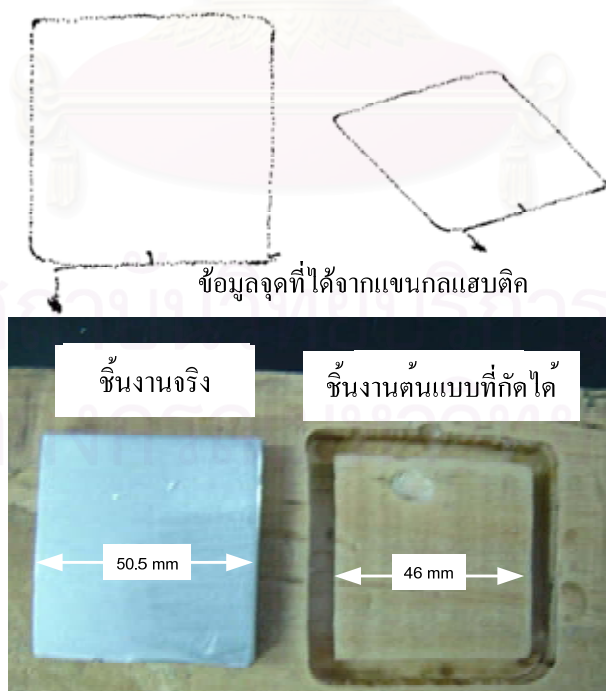 ข้อมูลจุดที่ได้จากแขนกลแฮบติค
ชิ้นงานจริง
ชิ้นงานต้นแบบที่กัดได้
50.5 mm
46 mm